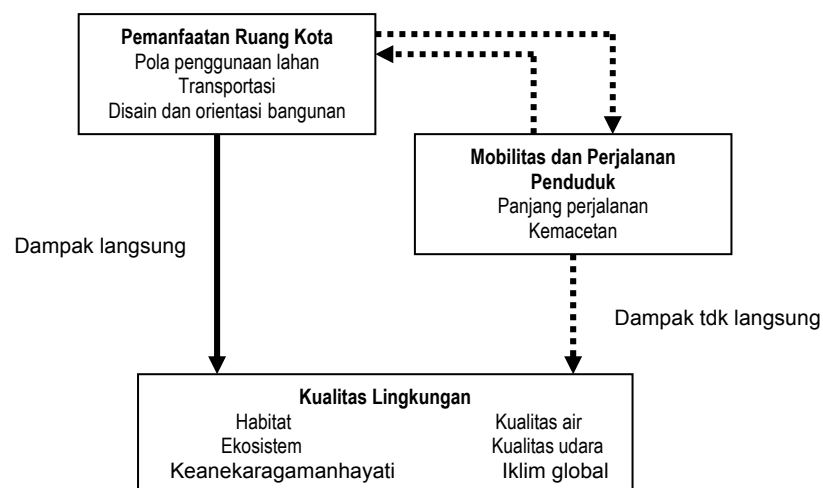 Pemanfaatan Ruang Kota
Pola penggunaan lahan
Transportasi
Disain dan orientasi bangunan
Mobilitas dan Perjalanan
Penduduk
Panjang perjalanan
Kemacetan
Dampak langsung
Dampak tdk langsung
Kualitas Lingkungan
Habitat Kualitas air
Ekosistem Kualitas udara
Keanekaragamanhayati Iklim global